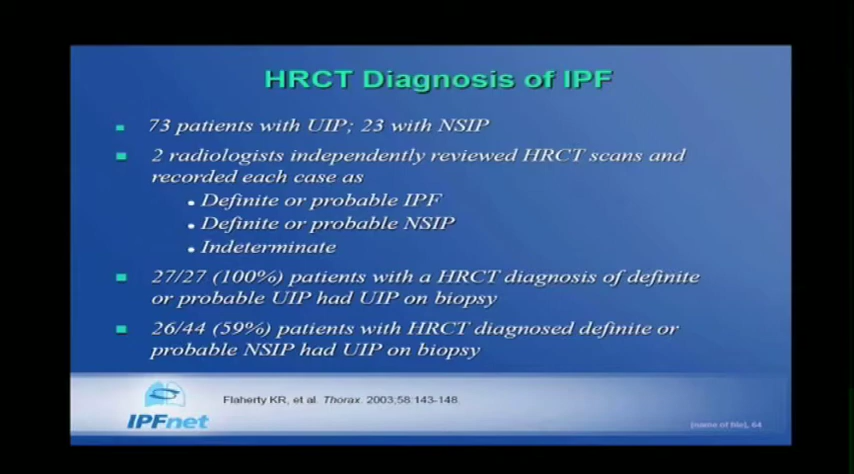 HRCT Diagnosis of IPF
73 patients with UIP; 23 with NSIP
2 radiologists independently reviewed HRCT scans and
recorded each case as
Definite or probable IPF
Definite or probable NSIP
Indeterminate
27/27 (100%) patients with a HRCT diagnosis of definite
or probable UIP had UIP on biopsy
26/44 (59%) patients with HRCT diagnosed definite or
probable NSIP had UIP on biopsy
Flaherty KR, et al. Thorax. 2003;58:143-148.
IPFnet
[name of file], 64